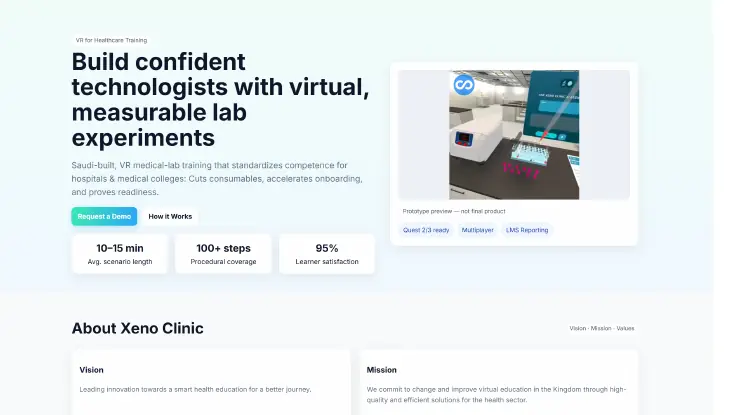 VR for Healthcare Training
Build confident
technologists with virtual,
measurable lab
experiments
Saudi-built, VR medical-lab training that standardizes competence for
hospitals & medical colleges: Cuts consumables, accelerates onboarding,
and proves readiness.
Request a Demo
How it Works
10–15 min
Avg. scenario length
100+ steps
Procedural coverage
95%
Learner satisfaction
Prototype preview — not final product
Quest 2/3 ready
Multiplayer
LMS Reporting
About Xeno Clinic
Vision · Mission · Values
Vision
Leading innovation towards a smart health education for a better journey.
Mission
We commit to change and improve virtual education in the Kingdom through high-
quality and efficient solutions for the health sector.